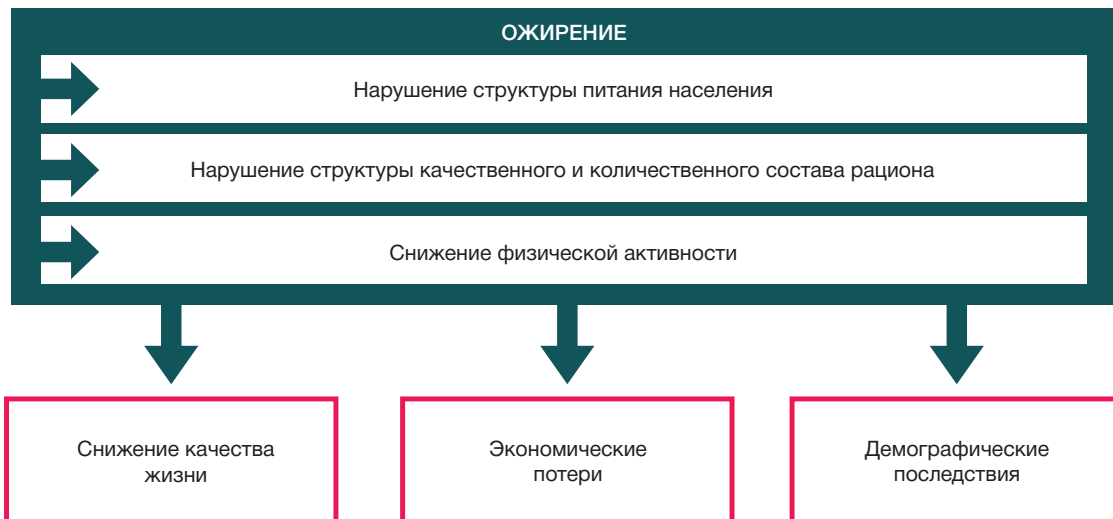 ОЖИРЕНИЕ
Нарушение структуры питания населения
Нарушение структуры качественного и количественного состава рациона
Снижение физической активности
Снижение качества
жизни
Экономические
потери
Демографические
последствия